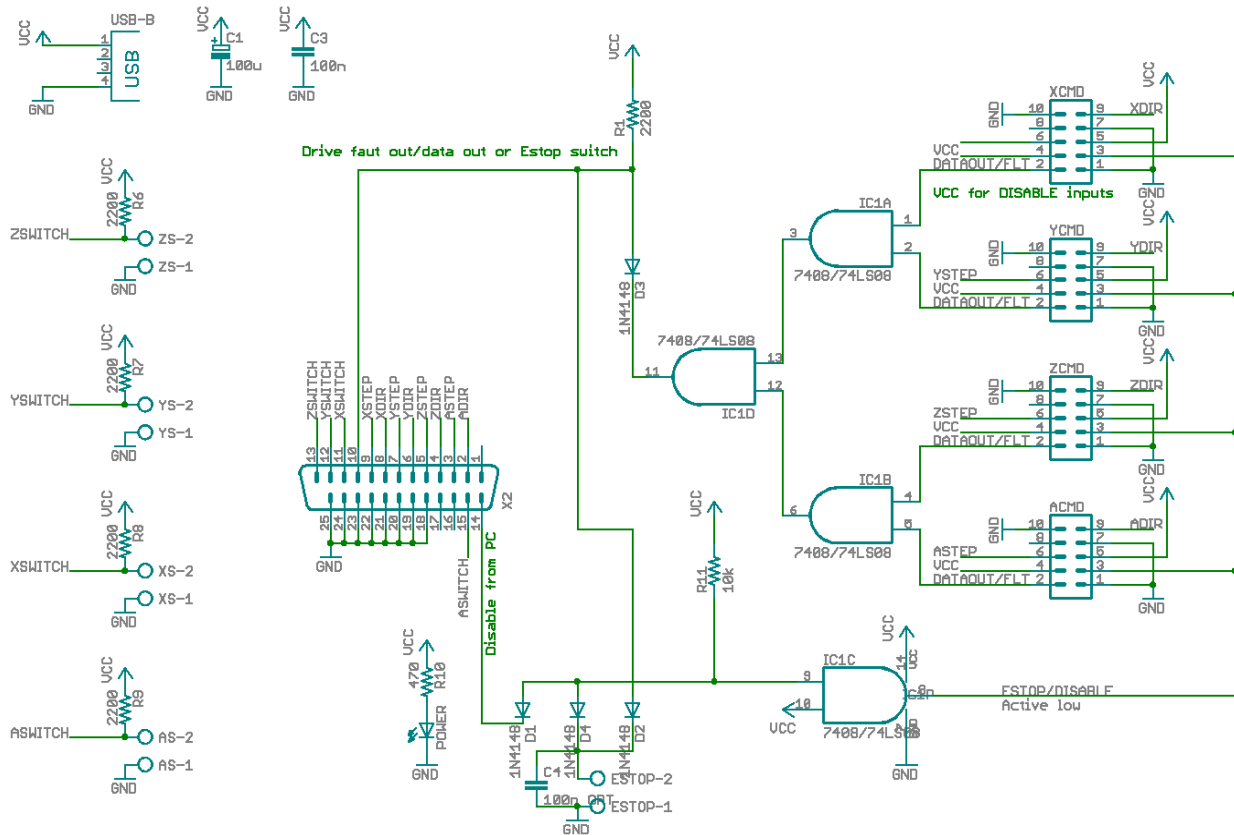 USB-B
VCC
1
2
3
4
USB
GND
VCC
+
C1
100u
GND
VCC
C3
100n
GND
VCC
R1
2200
Drive faut out/data out or Estop switch
VCC
2200
R6
ZSWITCH
ZS-2
ZS-1
GND
VCC
2200
R7
YSWITCH
YS-2
YS-1
GND
VCC
2200
R8
XSWITCH
XS-2
XS-1
GND
VCC
2200
R9
ASWITCH
AS-2
AS-1
GND
1N4148
D3
ZSWITCH
YSWITCH
XSWITCH
XSTEP
XDIR
YSTEP
YDIR
ZSTEP
ZDIR
ASTEP
ADIR
13
12
11
10
9
8
7
6
5
4
3
2
1
X2
25
24
23
22
21
20
19
18
17
16
15
14
GND
ASWITCH
Disable from PC
VCC
470
R10
POWER
GND
1N4148
D1
1N4148
D4
1N4148
D2
C4
100n
ESTOP-2
ESTOP-1
GND
VCC
R11
10k
IC1A
1
2
3
7408/74LS08
7408/74LS08
13
12
11
IC1D
IC1B
4
5
6
7408/74LS08
IC1C
9
10
8
VCC
7408/74LS08
VCC
14
GND
ESTOP/DISABLE
Active low
XCMD
VCC
GND
10
8
6
4
2
9
7
5
3
1
XDIR
VCC
DATAOUT/FLT
GND
VCC for DISABLE inputs
YCMD
VCC
GND
10
8
6
4
2
9
7
5
3
1
YDIR
YSTEP
VCC
DATAOUT/FLT
GND
ZCMD
VCC
GND
10
8
6
4
2
9
7
5
3
1
ZDIR
ZSTEP
VCC
DATAOUT/FLT
GND
ACMD
VCC
GND
10
8
6
4
2
9
7
5
3
1
ADIR
ASTEP
VCC
DATAOUT/FLT
GND